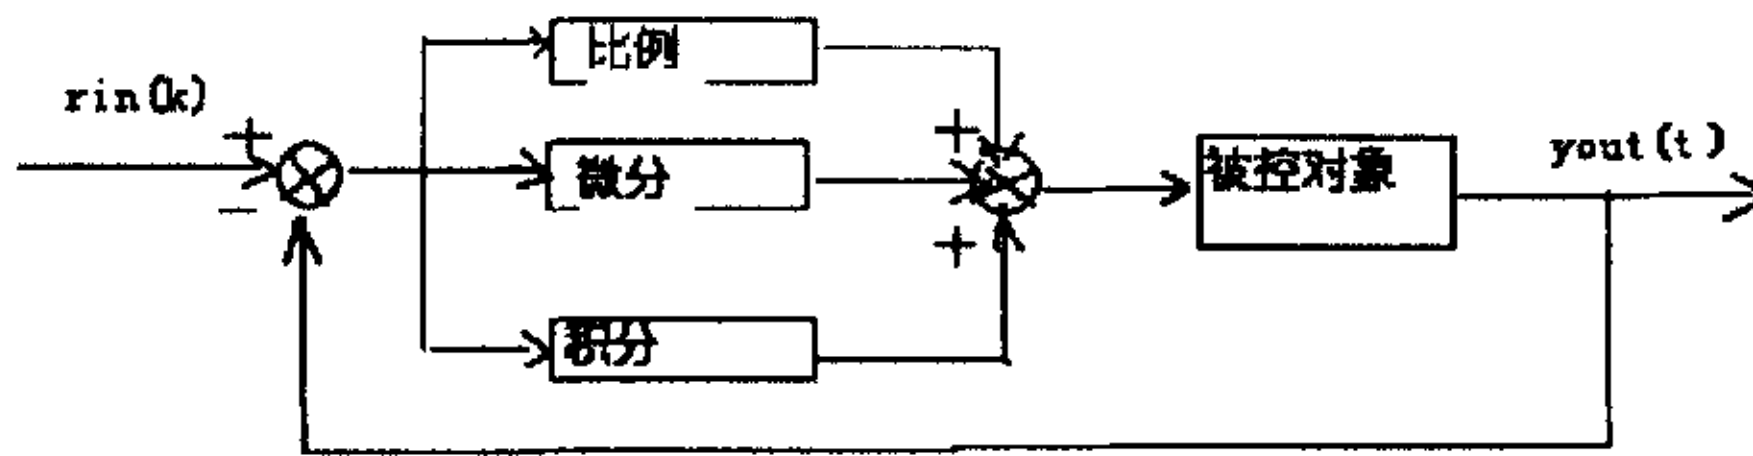 比例
rin(k)
+
+
微分
被控对象
yout(t)
−
+
积分